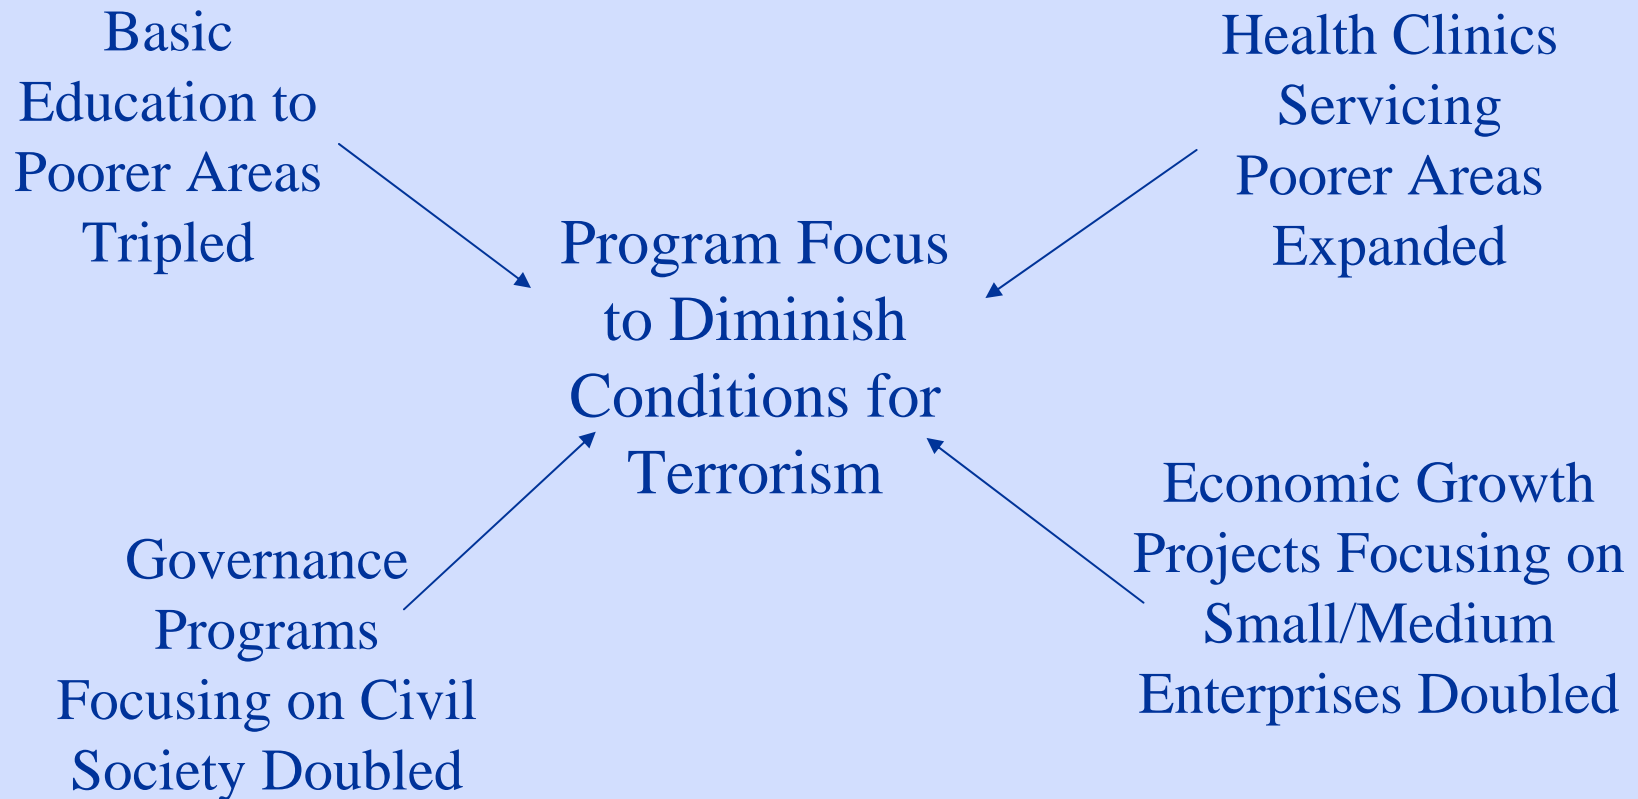 Basic
Education to
Poorer Areas
Tripled
Health Clinics
Servicing
Poorer Areas
Expanded
Program Focus
to Diminish
Conditions for
Terrorism
Governance
Programs
Focusing on Civil
Society Doubled
Economic Growth
Projects Focusing on
Small/Medium
Enterprises Doubled